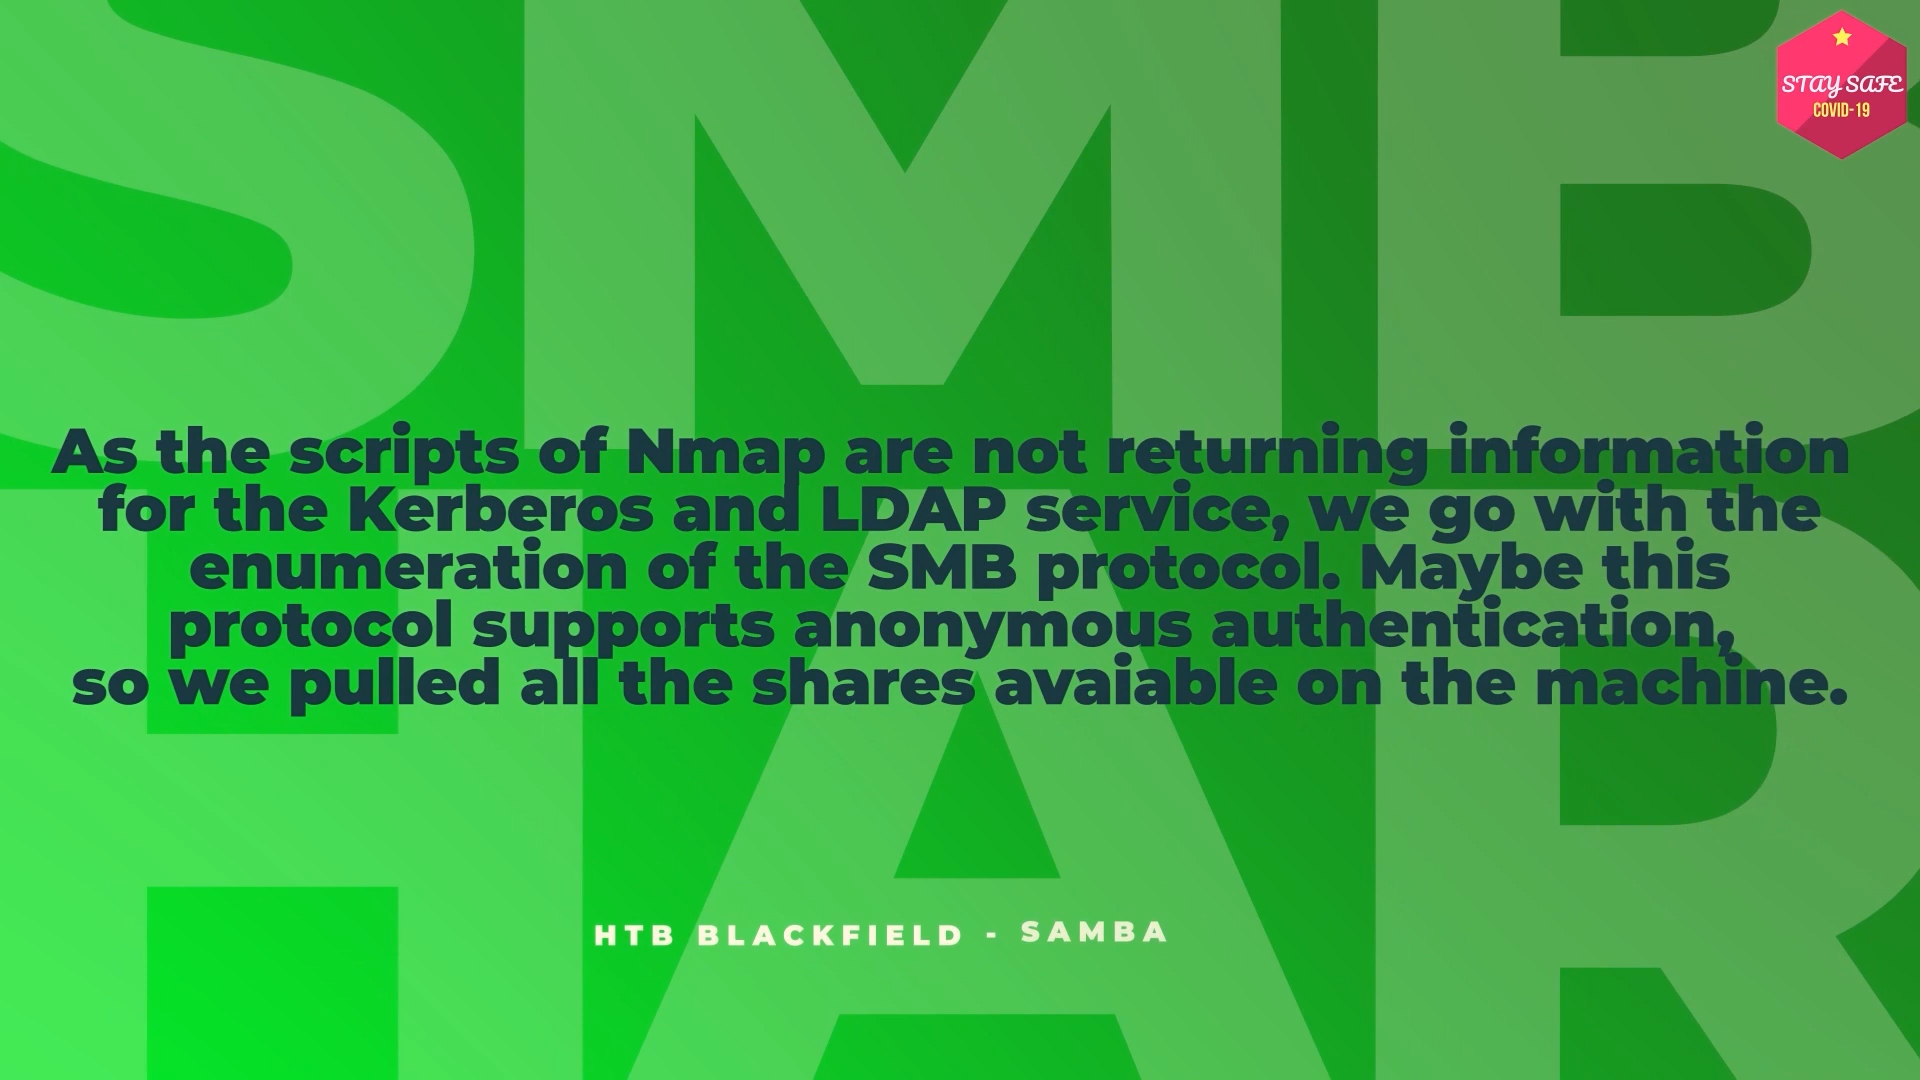 SMB
STAY SAFE
COVID-19
As the scripts of Nmap are not returning information
for the Kerberos and LDAP service, we go with the
enumeration of the SMB protocol. Maybe this
protocol supports anonymous authentication,
so we pulled all the shares avaiable on the machine.
HAR
HTB BLACKFIELD - SAMBA